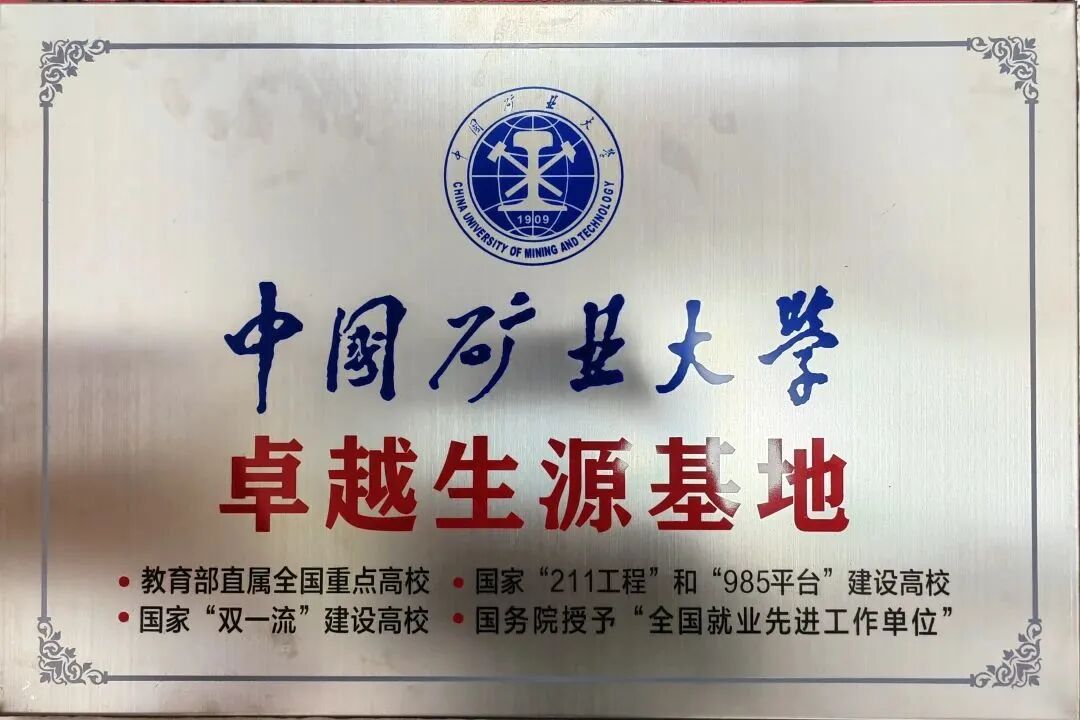 中国矿业大学
1909
CHINA UNIVERSITY OF MINING AND TECHNOLOGY
中国矿业大学
卓越生源基地
• 教育部直属全国重点高校 • 国家“211工程”和“985平台”建设高校
• 国家“双一流”建设高校 • 国务院授予“全国就业先进工作单位”